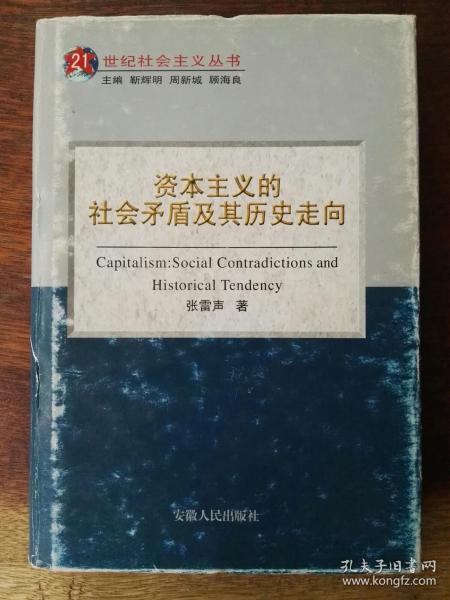 21世纪社会主义丛书
主编 靳辉明 周新城 顾海良
资本主义的
社会矛盾及其历史走向
Capitalism:Social Contradictions and
Historical Tendency
张雷声 著
安徽人民出版社
孔夫子旧书网
www.kongfz.com